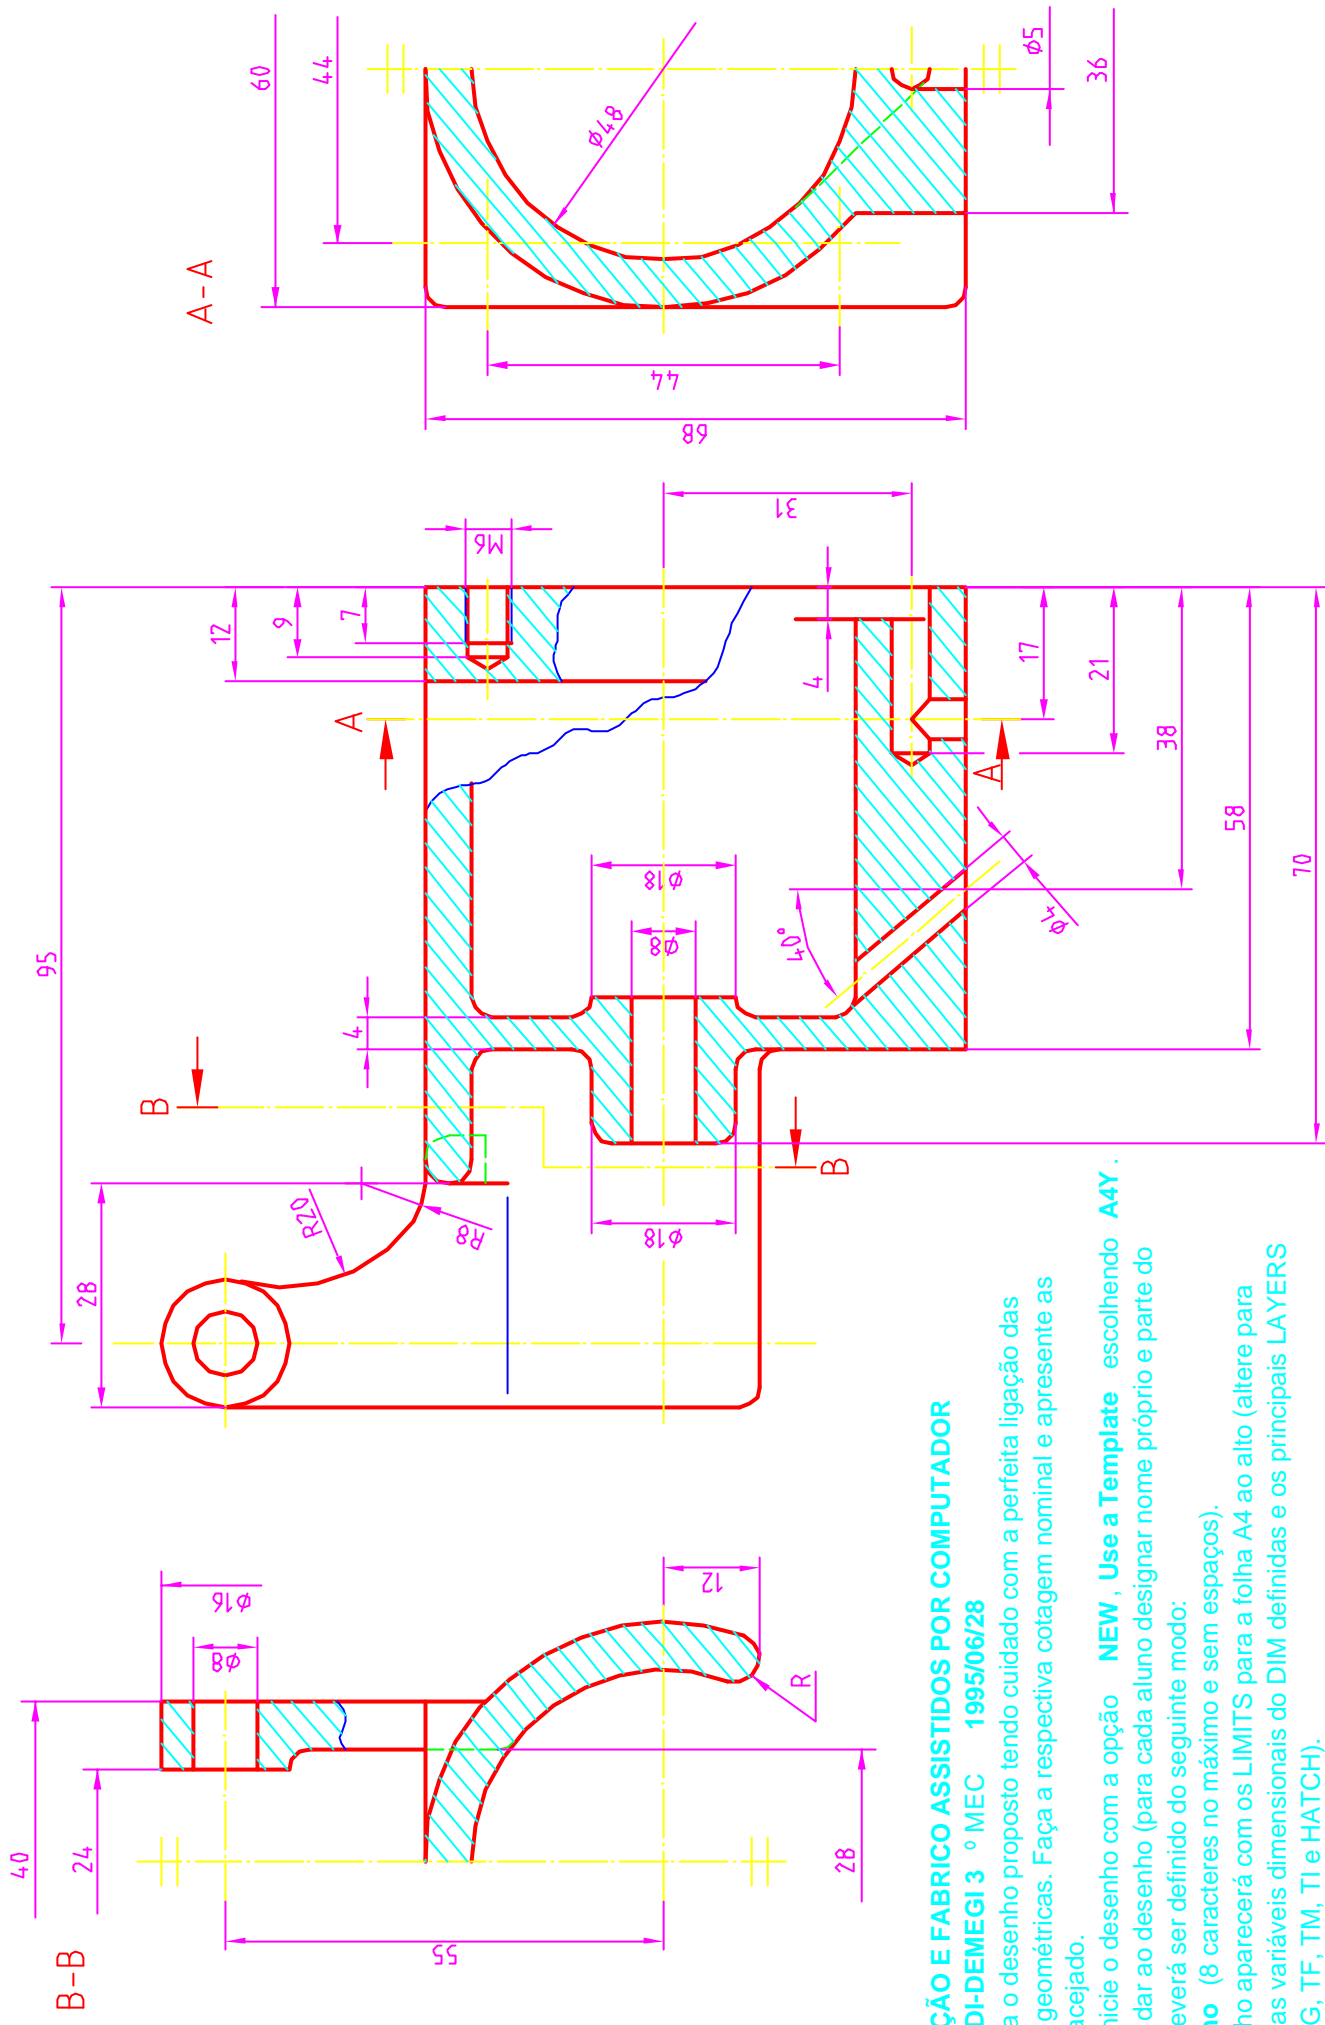 A-A
60
44
Ø48
Ø5
36
44
68
95
12
9
7
M6
31
4
17
21
38
58
70
A
A
Ø18
Ø8
40°
Ø4
4
B
B
28
R20
R8
Ø18
B-B
40
24
Ø16
Ø8
12
R
28
55
ÇÃO E FABRICO ASSISTIDOS POR COMPUTADOR
DI-DEMEGI 3 º MEC 1995/06/28
a o desenho proposto tendo cuidado com a perfeita ligação das
geométricas. Faça a respectiva cotagem nominal e apresente as
acejado.
nicie o desenho com a opção NEW , Use a Template escolhendo A4Y .
dar ao desenho (para cada aluno designar nome próprio e parte do
everá ser definido do seguinte modo:
no (8 caracteres no máximo e sem espaços).
ho aparecerá com os LIMITS para a folha A4 ao alto (altere para
as variáveis dimensionais do DIM definidas e os principais LAYERS
G, TF, TM, TI e HATCH).